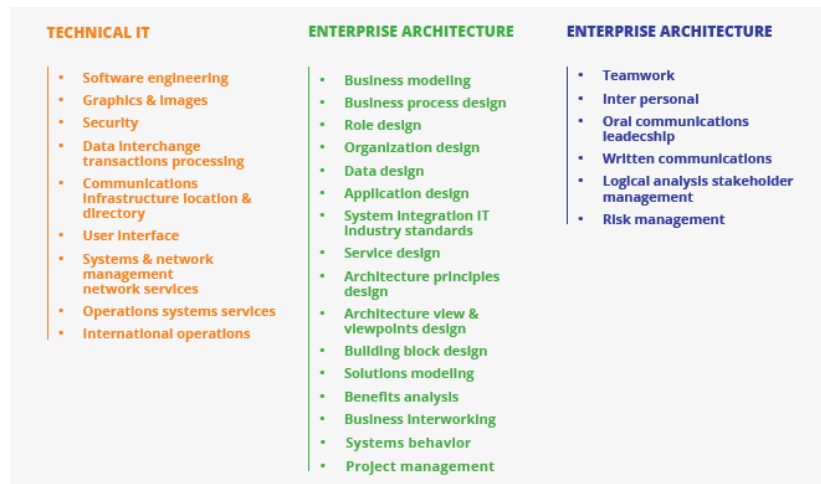 TECHNICAL IT
• Software engineering
• Graphics & Images
• Security
• Data Interchange
transactions processing
• Communications
Infrastructure location &
directory
• User Interface
• Systems & network
management
network services
• Operations systems services
• International operations
ENTERPRISE ARCHITECTURE
• Business modeling
• Business process design
• Role design
• Organization design
• Data design
• Application design
• System Integration IT
Industry standards
• Service design
• Architecture principles
design
• Architecture view &
viewpoints design
• Building block design
• Solutions modeling
• Benefits analysis
• Business Interworking
• Systems behavior
• Project management
ENTERPRISE ARCHITECTURE
• Teamwork
• Inter personal
• Oral communications
leadecship
• Written communications
• Logical analysis stakeholder
management
• Risk management